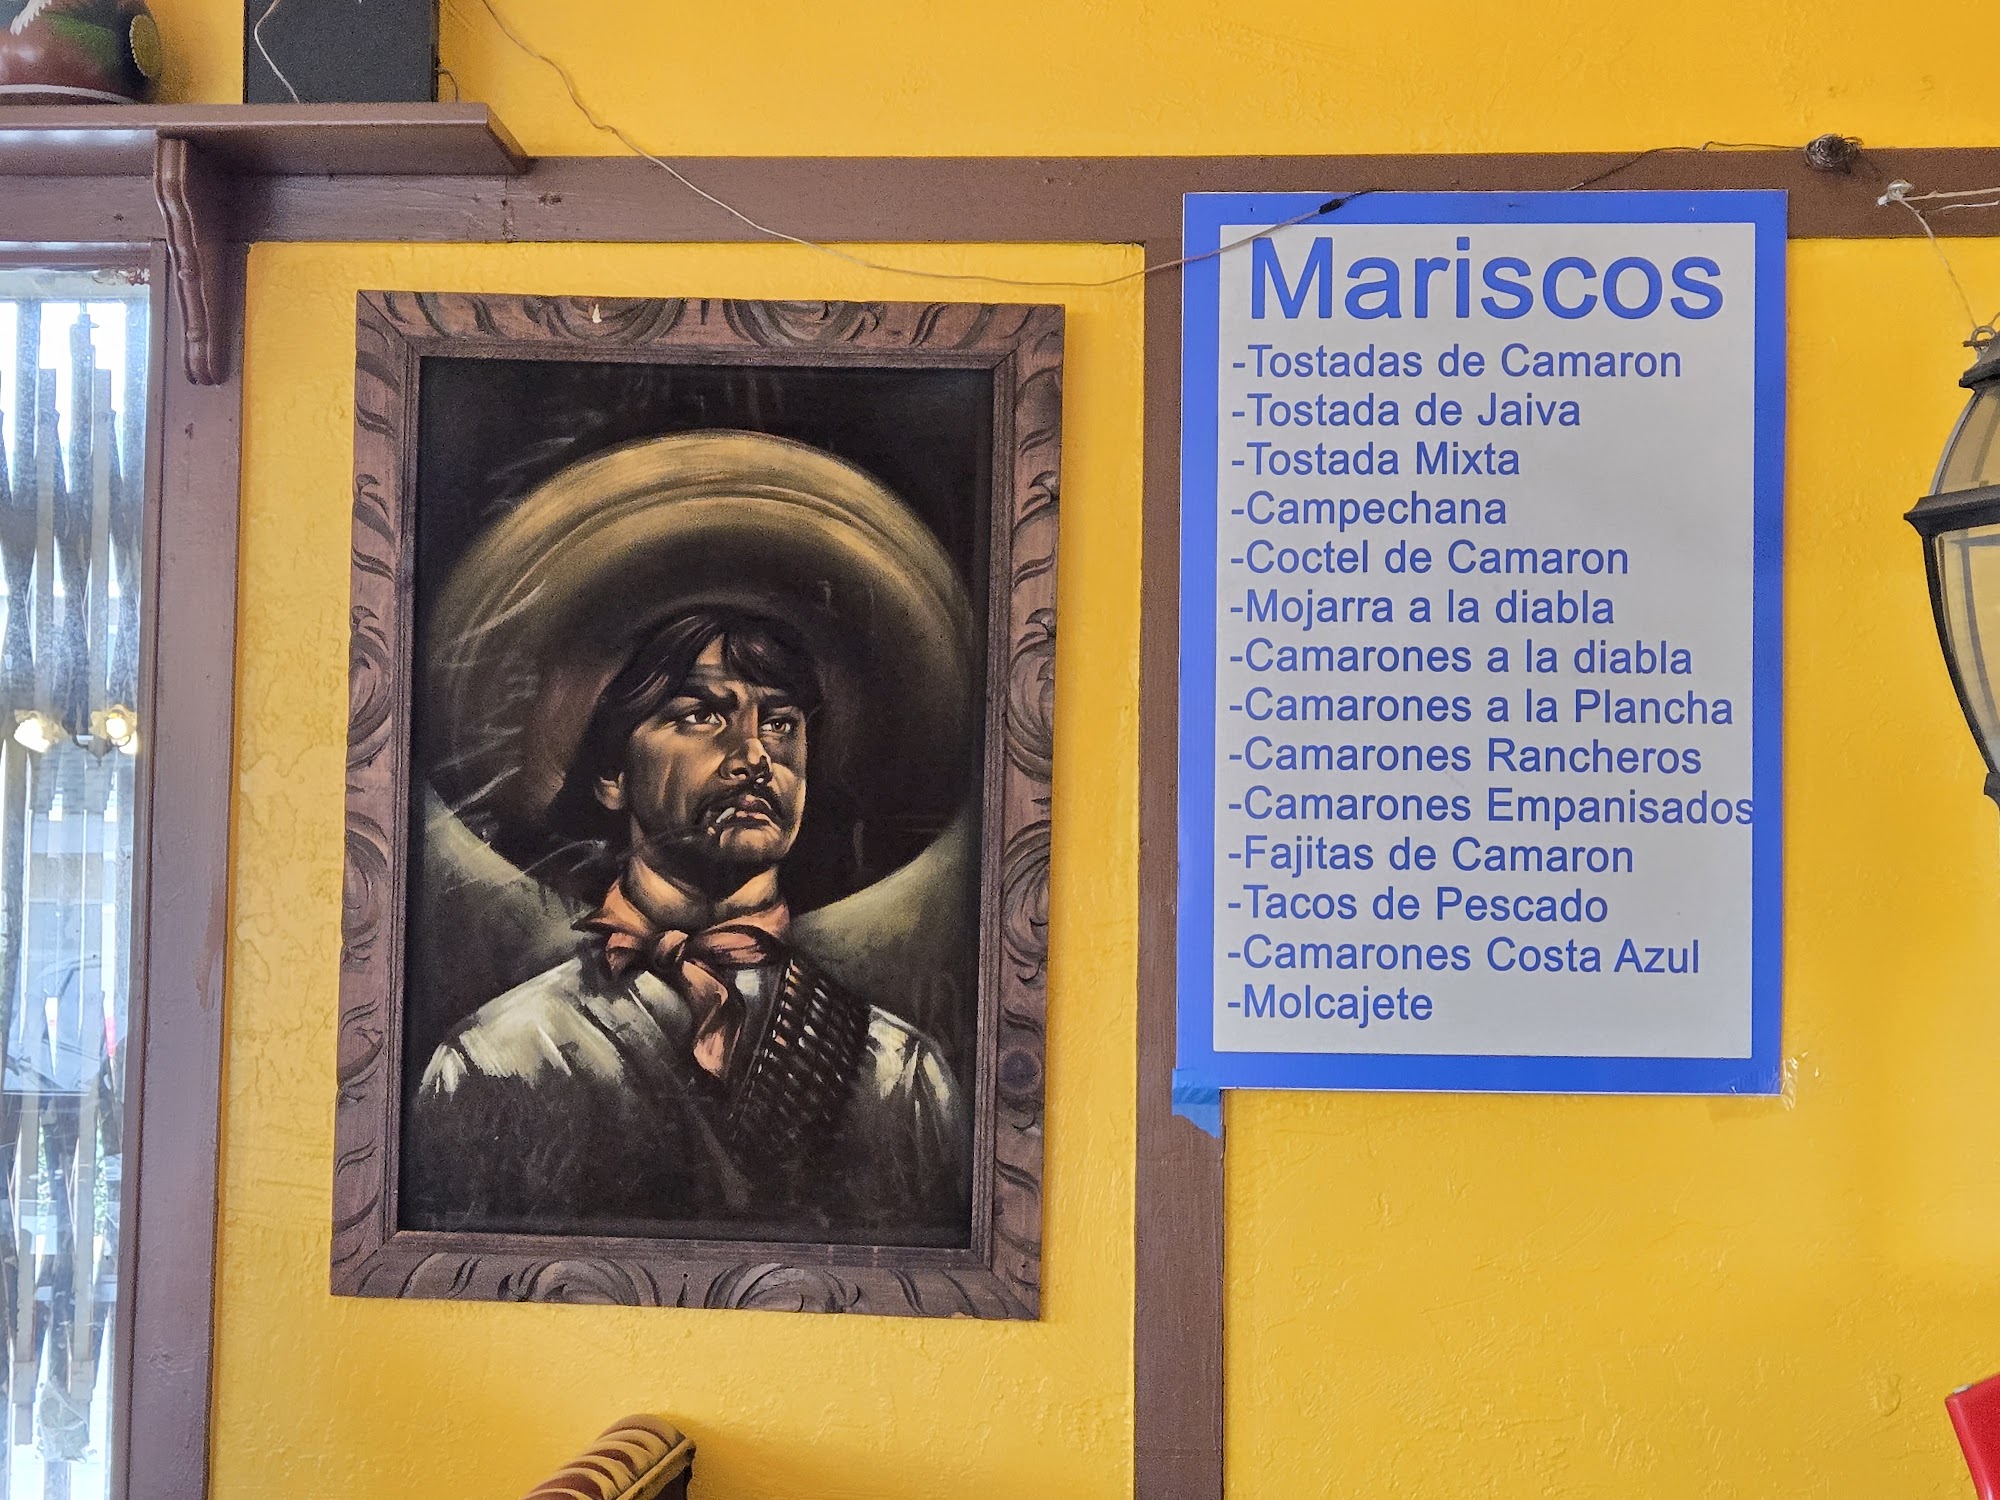 Mariscos
-Tostadas de Camaron
-Tostada de Jaiva
-Tostada Mixta
-Campechana
-Coctel de Camaron
-Mojarra a la diabla
-Camarones a la diabla
-Camarones a la Plancha
-Camarones Rancheros
-Camarones Empanisados
-Fajitas de Camaron
-Tacos de Pescado
-Camarones Costa Azul
-Molcajete